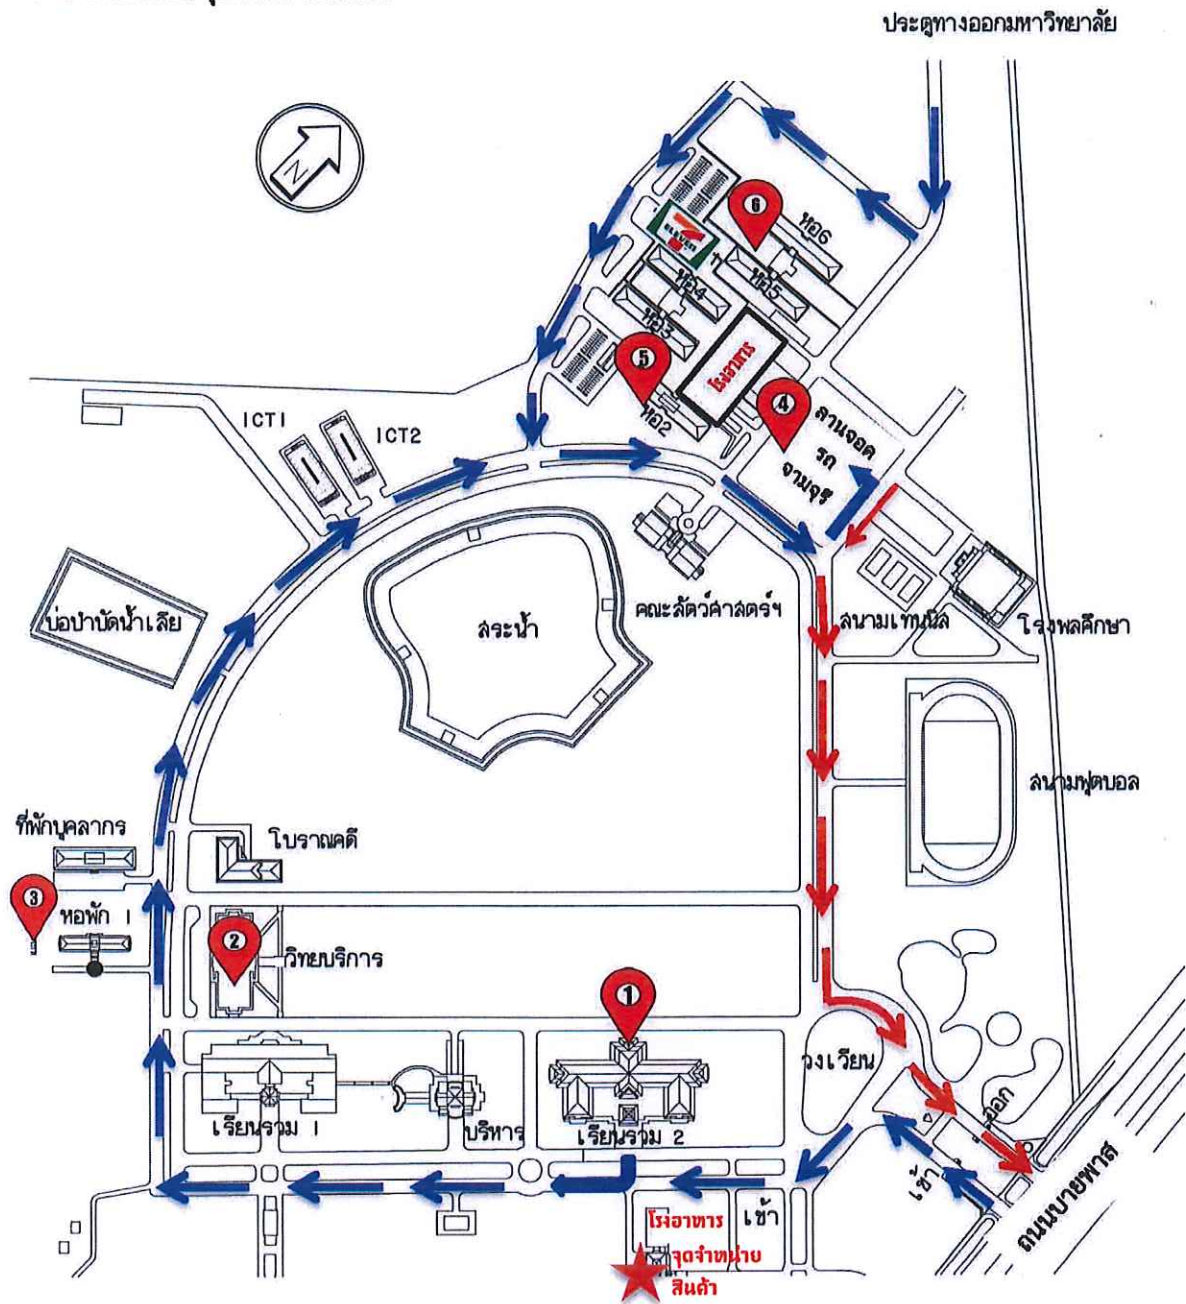 ประตูทางออกมหาวิทยาลัย
N
6
หอ6
7
ELEVEn
หอ5
หอ4
หอ3
5
โรงอาหาร
4
หอ2
ลานจอด
รถ
จามจุรี
ICT1
ICT2
คณะสัตว์ศาสตร์ฯ
สนามเทนนิส
โรงพลศึกษา
บ่อบำบัดน้ำเสีย
สระน้ำ
สนามฟุตบอล
ที่พักบุคลากร
โบราณคดี
3
หอพัก 1
2
วิทยบริการ
1
วงเวียน
เรียนรวม 1
บริหาร
เรียนรวม 2
ออก
เข้า
ถนนบายพาส
โรงอาหาร
เข้า
จุดจำหน่าย
สินค้า